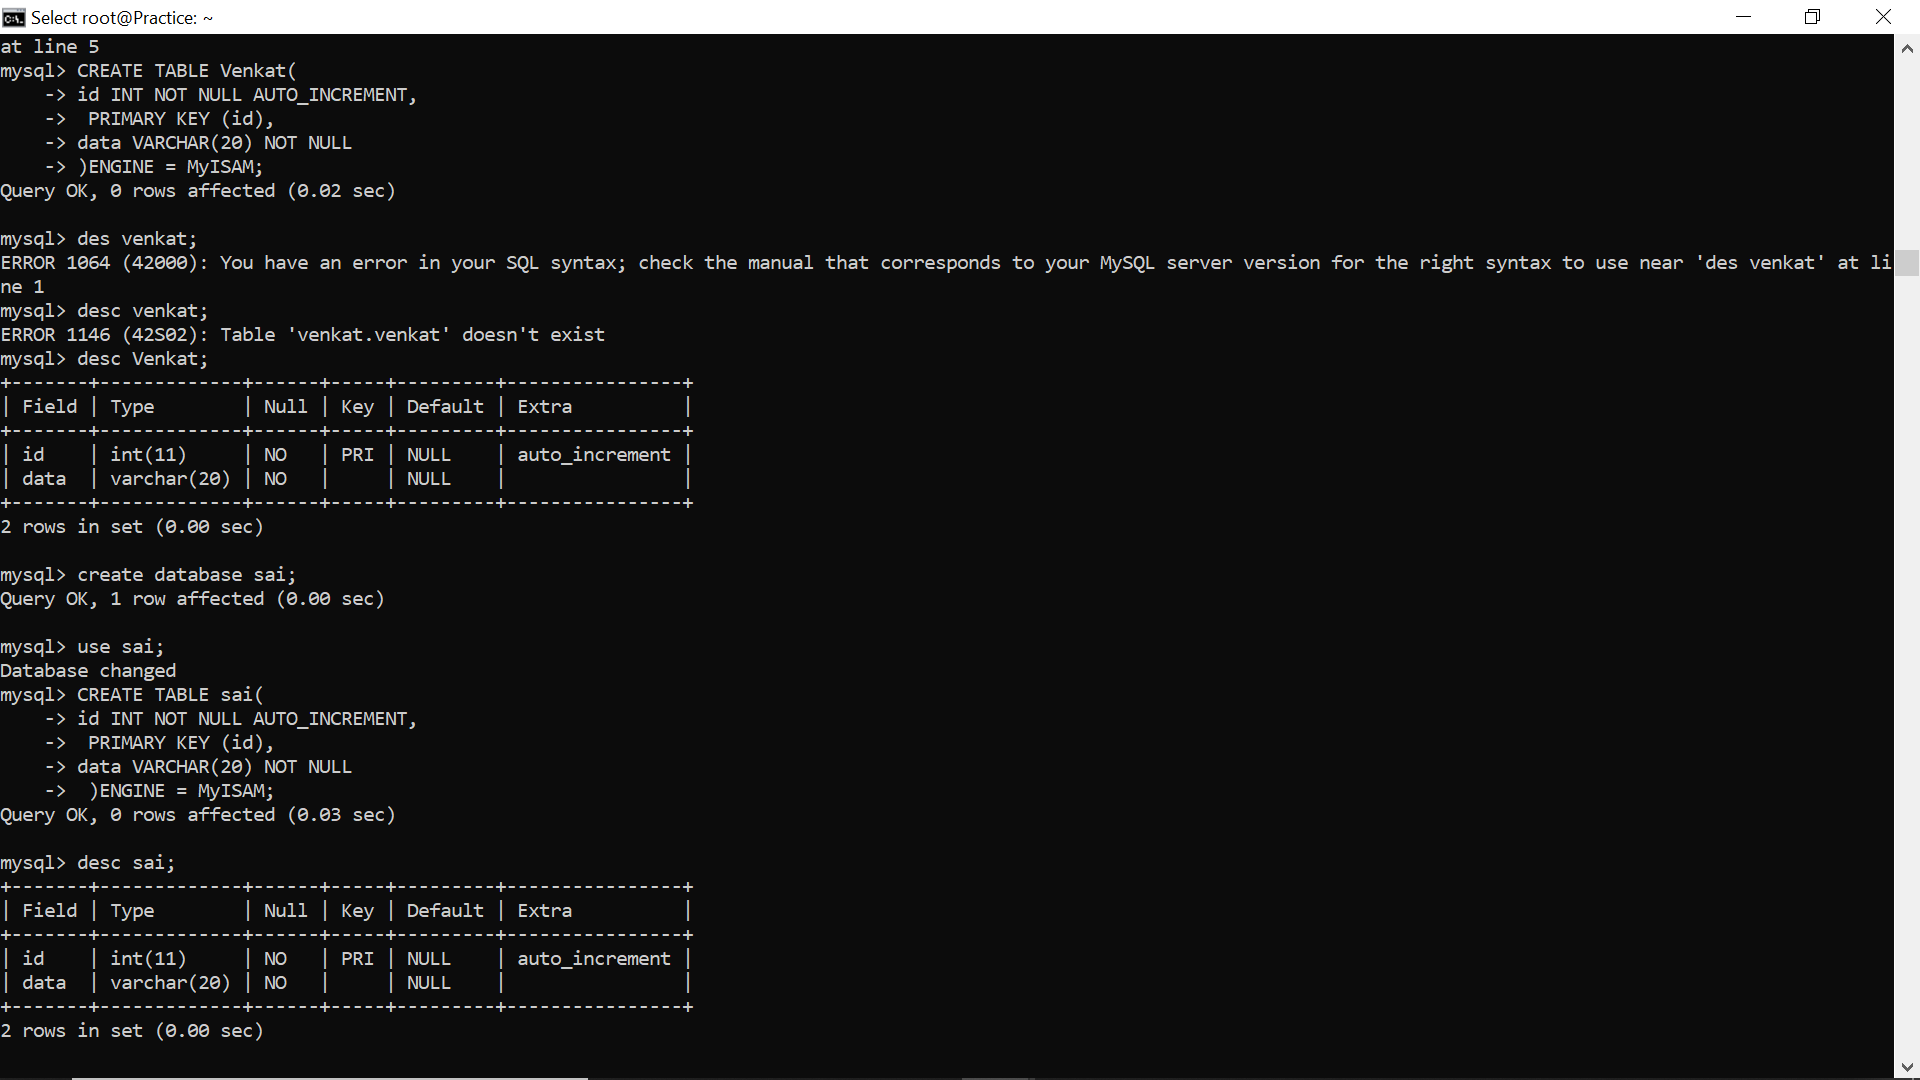 Select root@Practice: ~
at line 5
mysql> CREATE TABLE Venkat(
    -> id INT NOT NULL AUTO_INCREMENT,
    ->  PRIMARY KEY (id),
    -> data VARCHAR(20) NOT NULL
    -> )ENGINE = MyISAM;
Query OK, 0 rows affected (0.02 sec)

mysql> des venkat;
ERROR 1064 (42000): You have an error in your SQL syntax; check the manual that corresponds to your MySQL server version for the right syntax to use near 'des venkat' at li
ne 1
mysql> desc venkat;
ERROR 1146 (42S02): Table 'venkat.venkat' doesn't exist
mysql> desc Venkat;
+-------+-------------+------+-----+---------+----------------+
| Field | Type        | Null | Key | Default | Extra          |
+-------+-------------+------+-----+---------+----------------+
| id    | int(11)     | NO   | PRI | NULL    | auto_increment |
| data  | varchar(20) | NO   |     | NULL    |                |
+-------+-------------+------+-----+---------+----------------+
2 rows in set (0.00 sec)

mysql> create database sai;
Query OK, 1 row affected (0.00 sec)

mysql> use sai;
Database changed
mysql> CREATE TABLE sai(
    -> id INT NOT NULL AUTO_INCREMENT,
    ->  PRIMARY KEY (id),
    -> data VARCHAR(20) NOT NULL
    ->  )ENGINE = MyISAM;
Query OK, 0 rows affected (0.03 sec)

mysql> desc sai;
+-------+-------------+------+-----+---------+----------------+
| Field | Type        | Null | Key | Default | Extra          |
+-------+-------------+------+-----+---------+----------------+
| id    | int(11)     | NO   | PRI | NULL    | auto_increment |
| data  | varchar(20) | NO   |     | NULL    |                |
+-------+-------------+------+-----+---------+----------------+
2 rows in set (0.00 sec)